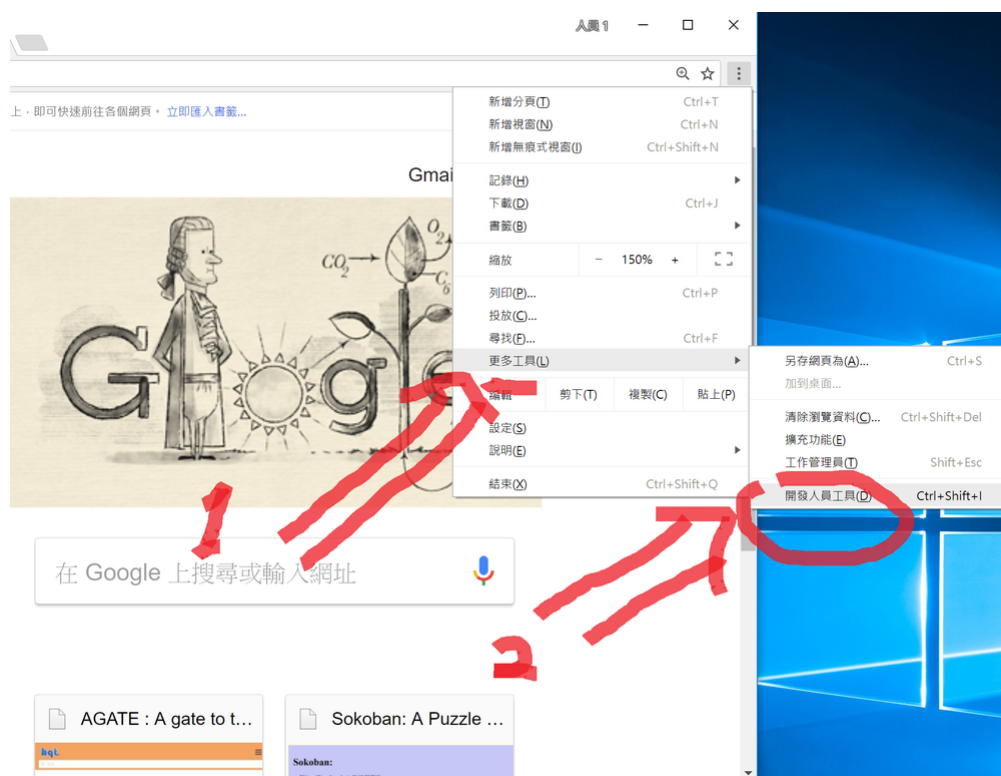 人員 1
上，即可快速前往各個網頁。 立即匯入書籤...
Gmai
CO2
O2
C6
Google
新增分頁(T) Ctrl+T
新增視窗(N) Ctrl+N
新增無痕式視窗(I) Ctrl+Shift+N
記錄(H)
下載(D) Ctrl+J
書籤(B)
縮放 − 150% +
列印(P)... Ctrl+P
投放(C)...
尋找(F)... Ctrl+F
更多工具(L)
編輯 剪下(T) 複製(C) 貼上(P)
設定(S)
說明(E)
結束(X) Ctrl+Shift+Q
另存網頁為(A)... Ctrl+S
加到桌面...
清除瀏覽資料(C)... Ctrl+Shift+Del
擴充功能(E)
工作管理員(T) Shift+Esc
開發人員工具(D) Ctrl+Shift+I
1
2
在 Google 上搜尋或輸入網址
AGATE : A gate to t...
Sokoban: A Puzzle ...
hqt.
Sokoban: